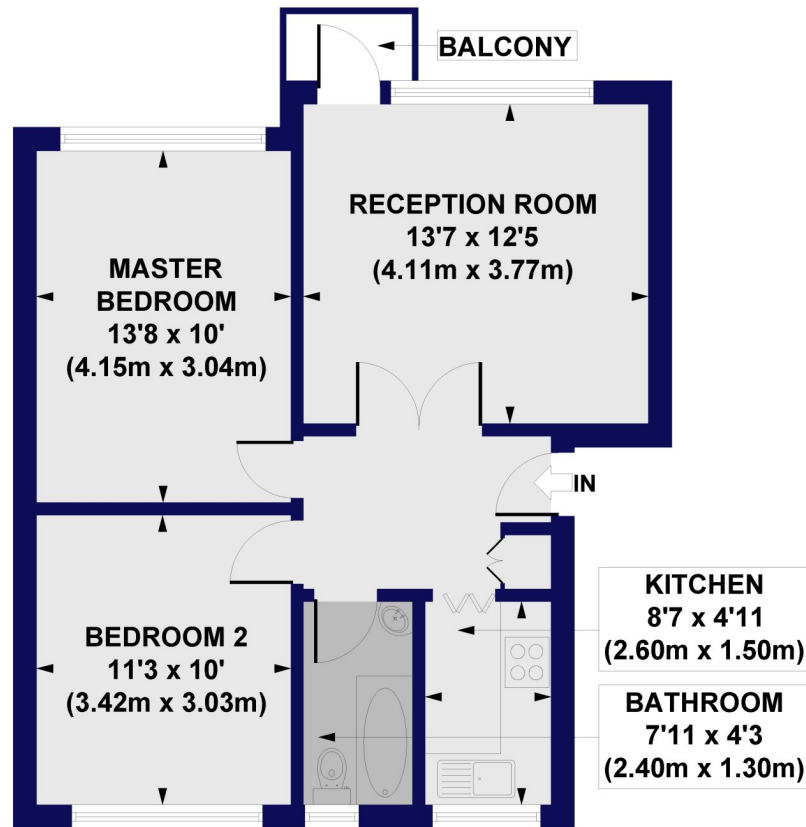 BALCONY
RECEPTION ROOM
13'7 x 12'5
(4.11m x 3.77m)
MASTER
BEDROOM
13'8 x 10'
(4.15m x 3.04m)
IN
KITCHEN
8'7 x 4'11
(2.60m x 1.50m)
BEDROOM 2
11'3 x 10'
(3.42m x 3.03m)
BATHROOM
7'11 x 4'3
(2.40m x 1.30m)